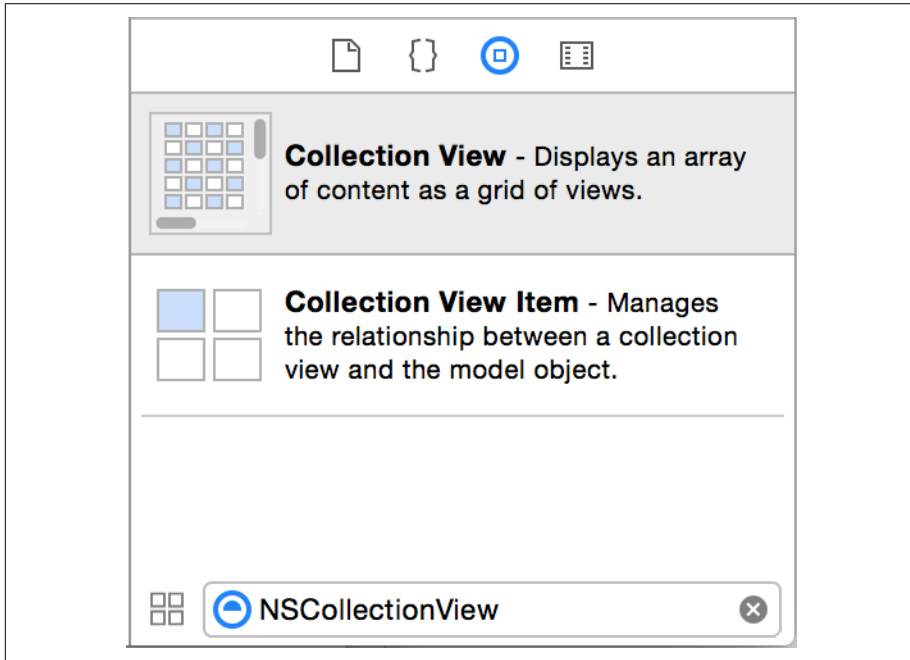 Collection View - Displays an array
of content as a grid of views.
Collection View Item - Manages
the relationship between a collection
view and the model object.
NSCollectionView